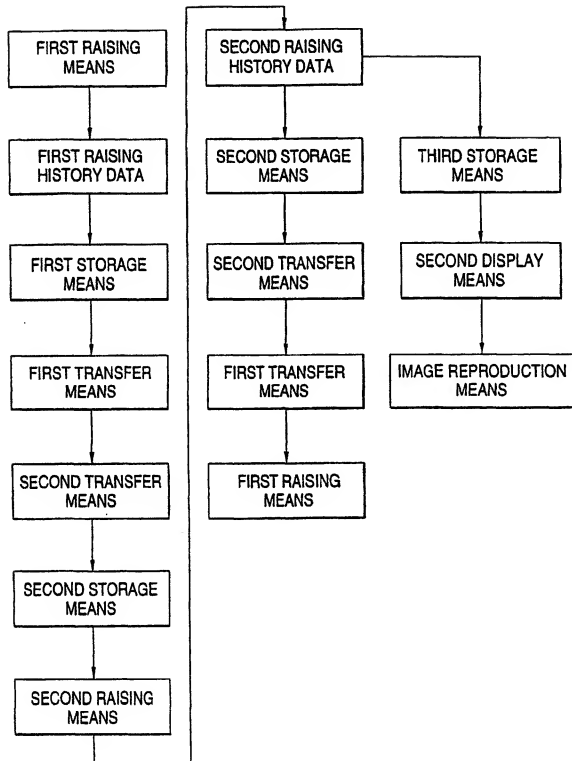 FIRST RAISING
MEANS
FIRST RAISING
HISTORY DATA
FIRST STORAGE
MEANS
FIRST TRANSFER
MEANS
SECOND TRANSFER
MEANS
SECOND STORAGE
MEANS
SECOND RAISING
MEANS
SECOND RAISING
HISTORY DATA
SECOND STORAGE
MEANS
SECOND TRANSFER
MEANS
FIRST TRANSFER
MEANS
FIRST RAISING
MEANS
THIRD STORAGE
MEANS
SECOND DISPLAY
MEANS
IMAGE REPRODUCTION
MEANS